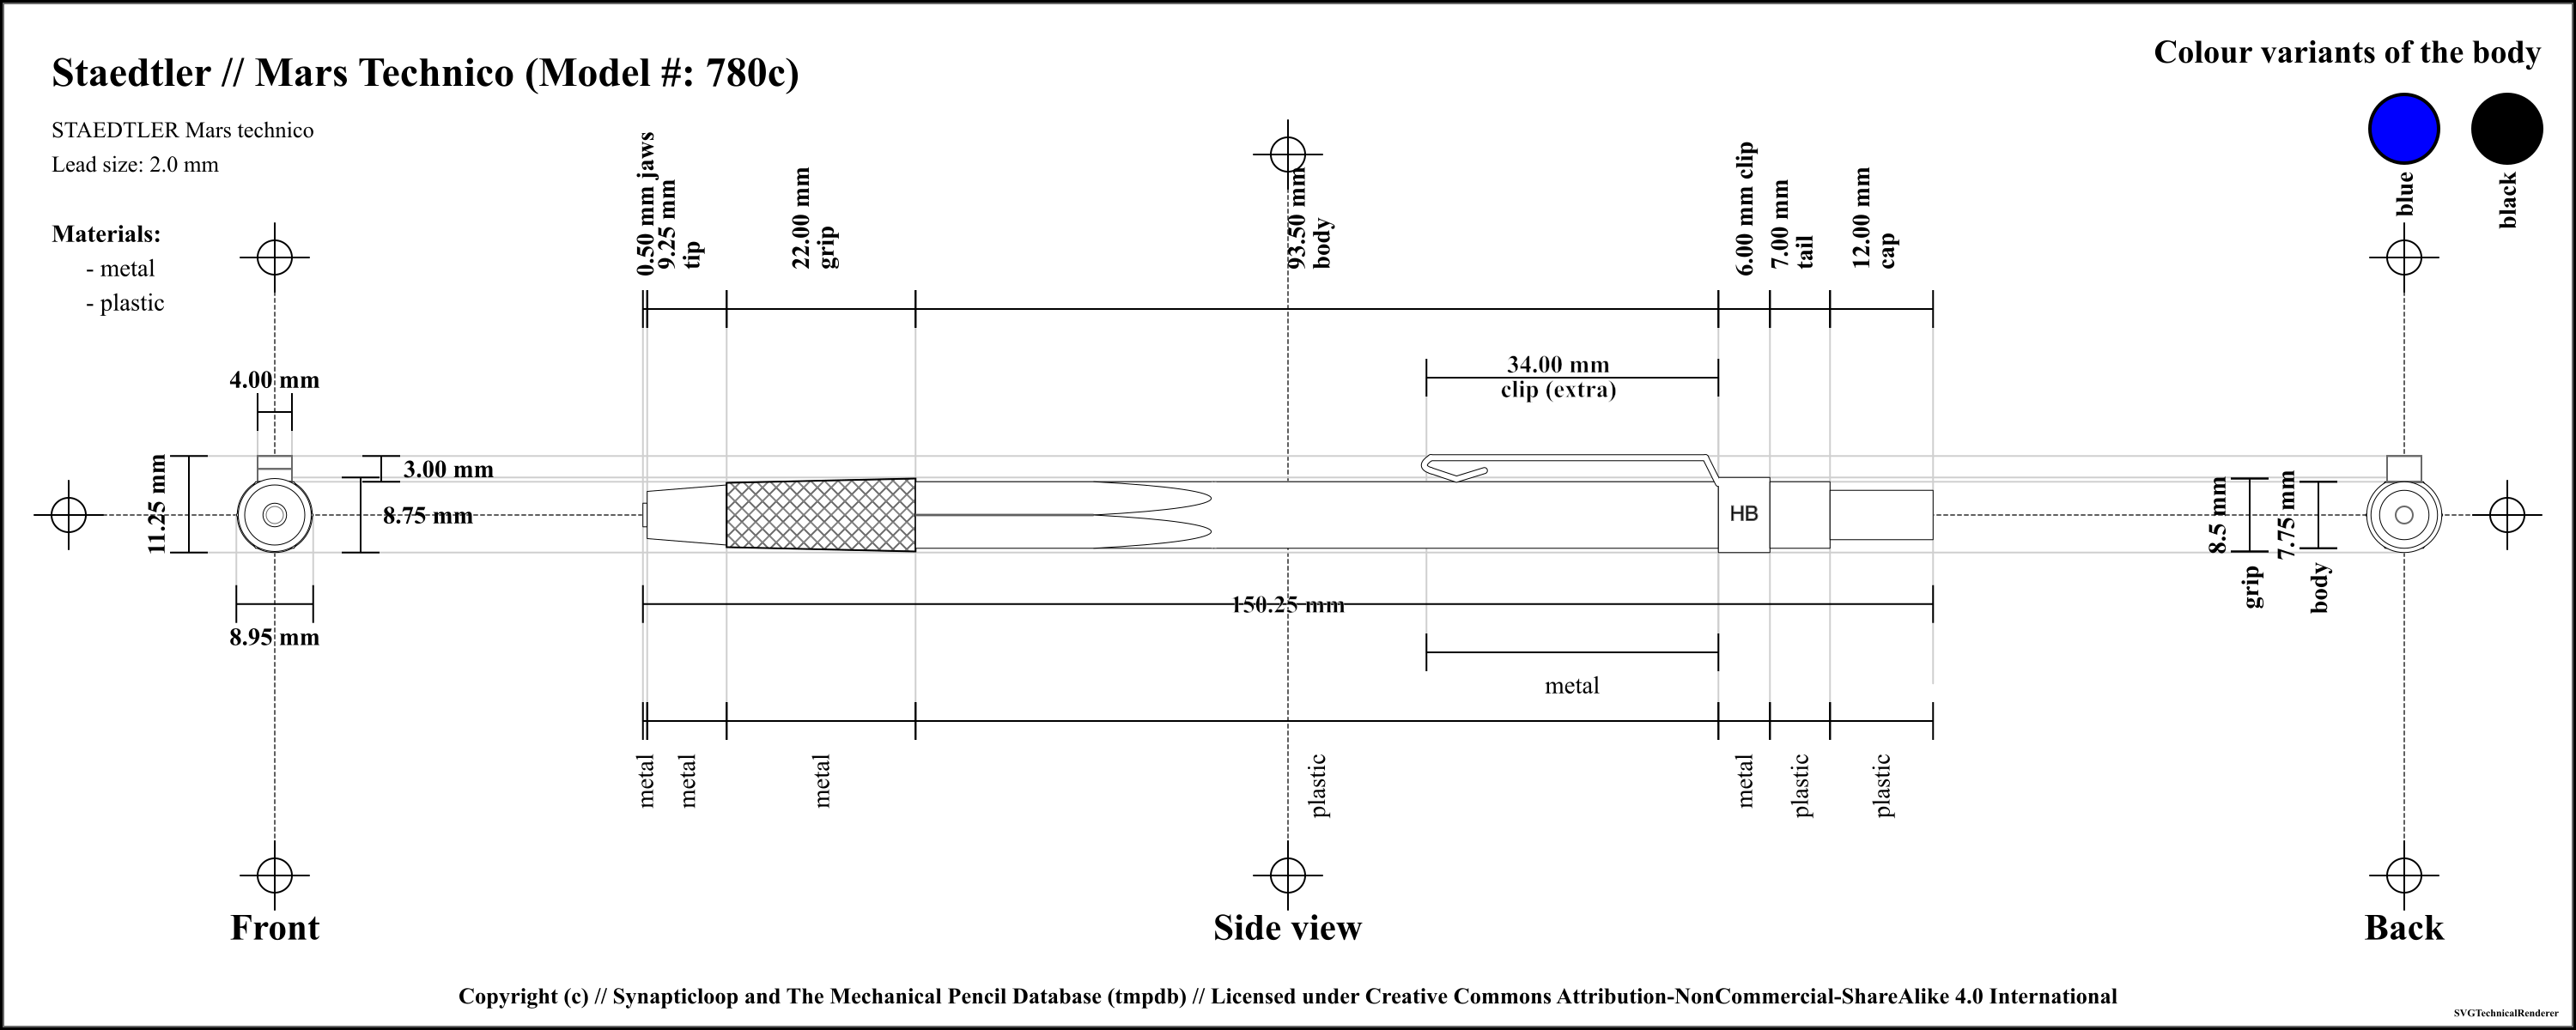 Staedtler // Mars Technico (Model #: 780c)
Colour variants of the body
STAEDTLER Mars technico
Lead size: 2.0 mm
Materials:
- metal
- plastic
blue
black
0.50 mm jaws
9.25 mm
tip
22.00 mm
grip
93.50 mm
body
6.00 mm clip
7.00 mm
tail
12.00 mm
cap
34.00 mm
clip (extra)
4.00 mm
11.25 mm
3.00 mm
8.75 mm
8.95 mm
HB
8.5 mm
grip
7.75 mm
body
150.25 mm
metal
metal
metal
metal
plastic
metal
plastic
plastic
Front
Side view
Back
Copyright (c) // Synapticloop and The Mechanical Pencil Database (tmpdb) // Licensed under Creative Commons Attribution-NonCommercial-ShareAlike 4.0 International
SVGTechnicalRenderer